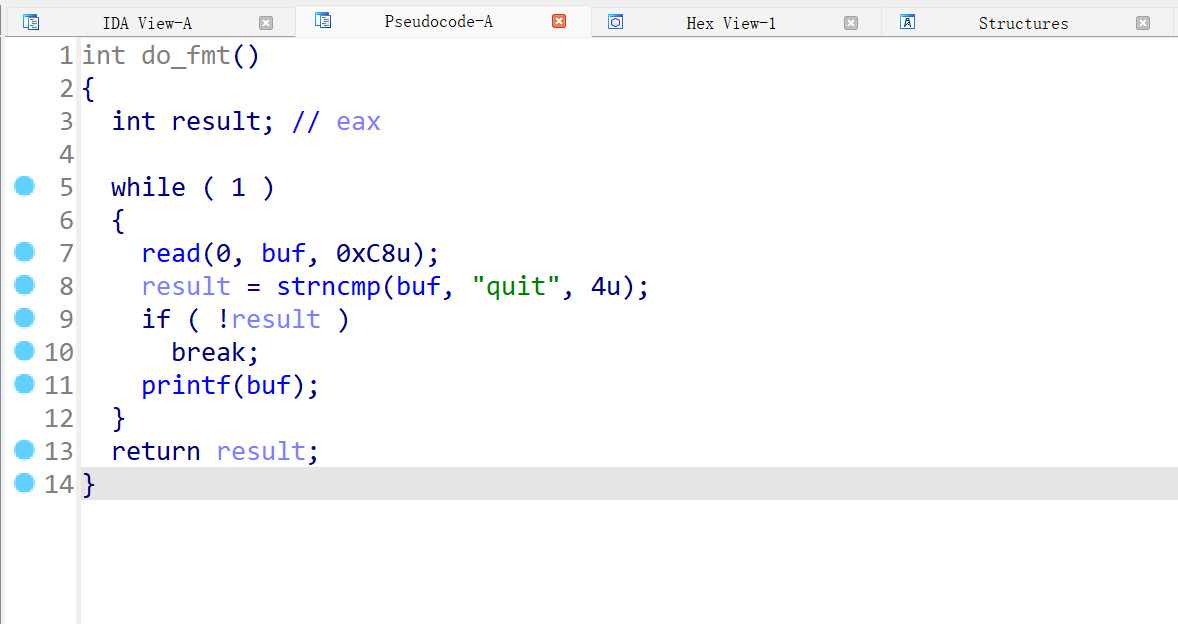 IDA View-A Pseudocode-A Hex View-1 Structures
1 int do_fmt()
2 {
3   int result; // eax
4
5   while ( 1 )
6   {
7     read(0, buf, 0xC8u);
8     result = strncmp(buf, "quit", 4u);
9     if ( !result )
10       break;
11     printf(buf);
12   }
13   return result;
14 }